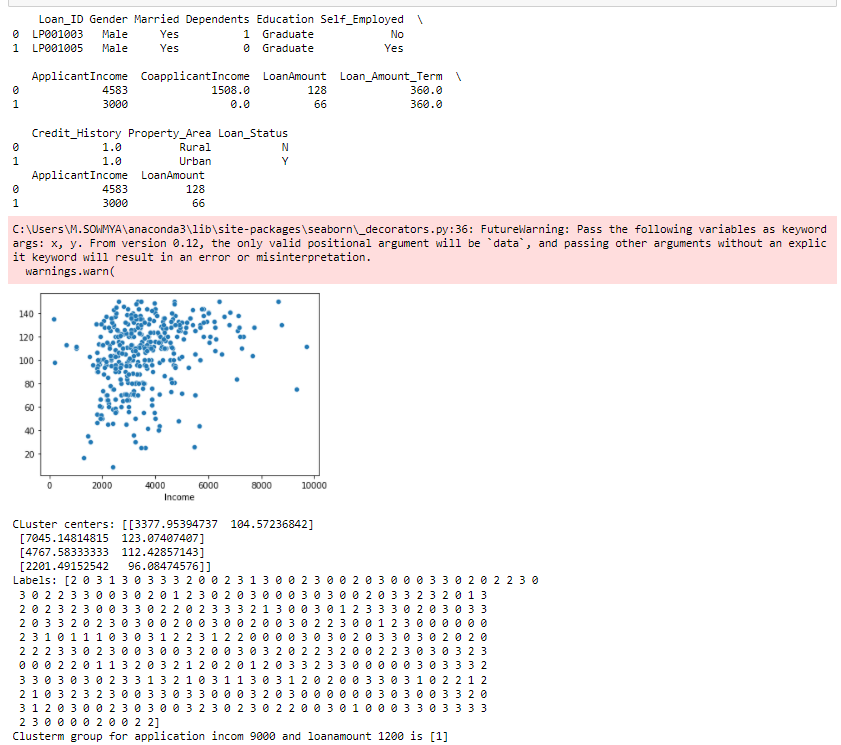 Loan_ID Gender Married Dependents Education Self_Employed \
0 LP001003 Male Yes 1 Graduate No
1 LP001005 Male Yes 0 Graduate Yes
ApplicantIncome CoapplicantIncome LoanAmount Loan_Amount_Term \
0 4583 1508.0 128 360.0
1 3000 0.0 66 360.0
Credit_History Property_Area Loan_Status
0 1.0 Rural N
1 1.0 Urban Y
ApplicantIncome LoanAmount
0 4583 128
1 3000 66
C:\Users\M.SOWMYA\anaconda3\lib\site-packages\seaborn\_decorators.py:36: FutureWarning: Pass the following variables as keyword
args: x, y. From version 0.12, the only valid positional argument will be `data`, and passing other arguments without an explic
it keyword will result in an error or misinterpretation.
warnings.warn(
140
120
100
80
60
40
20
0 2000 4000 6000 8000 10000
Income
CLuster centers: [[3377.95394737 104.57236842]
[7045.14814815 123.07407407]
[4767.58333333 112.42857143]
[2201.49152542 96.08474576]]
Labels: [2 0 3 1 3 0 3 3 3 2 0 0 2 3 1 3 0 0 2 3 0 0 2 0 3 0 0 0 3 3 0 2 0 2 2 3 0
3 0 2 2 3 3 0 0 3 0 2 0 1 2 3 0 2 0 3 0 0 0 3 0 3 0 0 2 0 3 3 2 3 2 0 1 3
2 0 2 3 2 3 0 0 3 3 0 2 2 0 2 3 3 3 2 1 3 0 0 3 0 1 2 3 3 3 0 2 0 3 0 3 3
2 0 3 3 2 0 2 3 0 3 0 0 2 0 0 3 0 0 2 0 0 3 0 2 2 3 0 0 1 2 3 0 0 0 0 0 0
2 3 1 0 1 1 1 0 3 0 3 1 2 2 3 1 2 2 0 0 0 0 3 0 3 0 2 0 3 3 0 3 0 2 0 2 0
2 2 2 3 3 0 2 3 0 0 3 0 0 3 2 0 0 3 0 3 2 0 2 2 3 2 0 0 2 2 3 0 3 0 3 2 3
0 0 0 2 2 0 1 1 3 2 0 3 2 1 2 0 2 0 1 2 0 3 3 2 3 3 0 0 0 0 0 3 0 3 3 3 2
3 3 0 3 0 3 0 2 3 3 1 3 2 1 0 3 1 1 3 0 3 1 2 0 2 0 0 3 3 0 3 1 0 2 2 1 2
2 1 0 3 2 3 2 3 0 0 3 3 0 3 3 0 0 0 3 2 0 3 0 0 0 0 0 0 3 0 3 0 0 3 3 2 0
3 1 2 0 3 0 0 2 3 0 3 0 0 3 2 3 0 2 3 0 2 2 0 0 3 0 1 0 0 0 3 3 0 3 3 3 3
2 3 0 0 0 0 2 0 0 2 2]
Clusterm group for application incom 9000 and loanamount 1200 is [1]